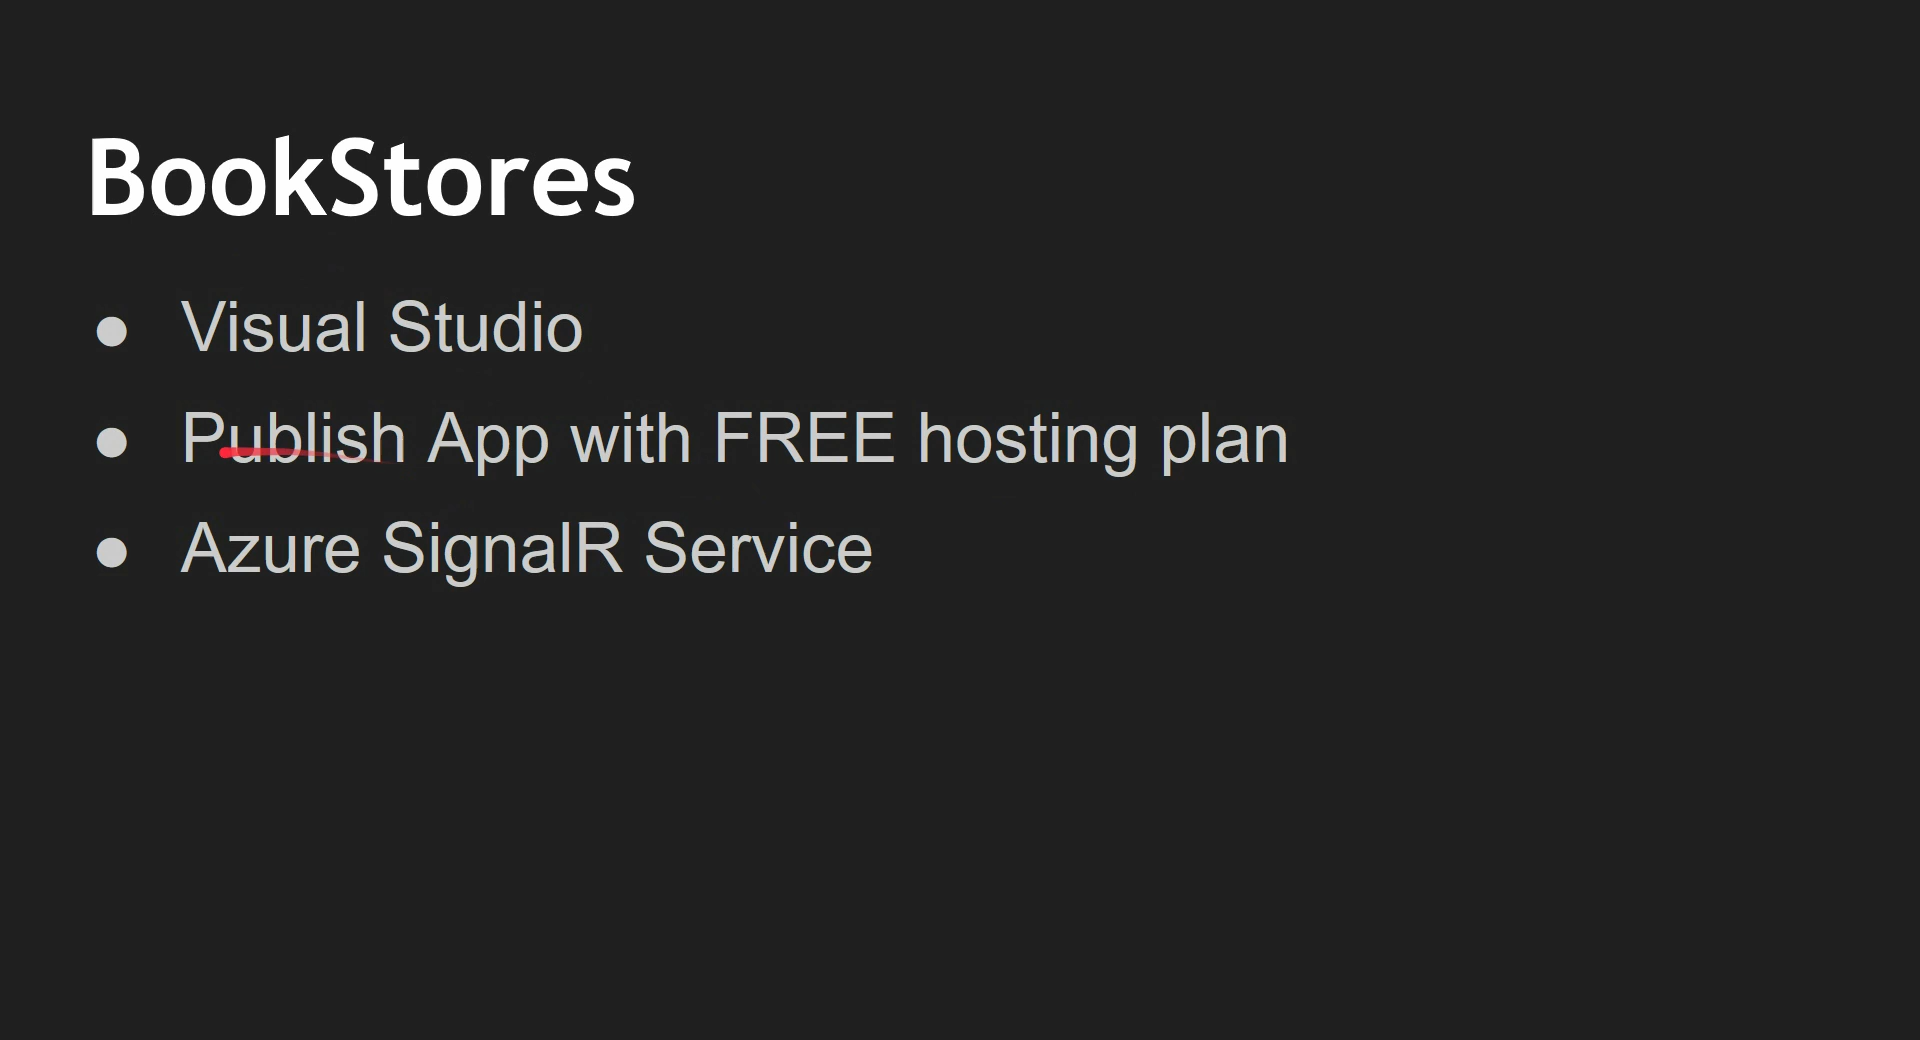 BookStores
● Visual Studio
● Publish App with FREE hosting plan
● Azure SignalR Service